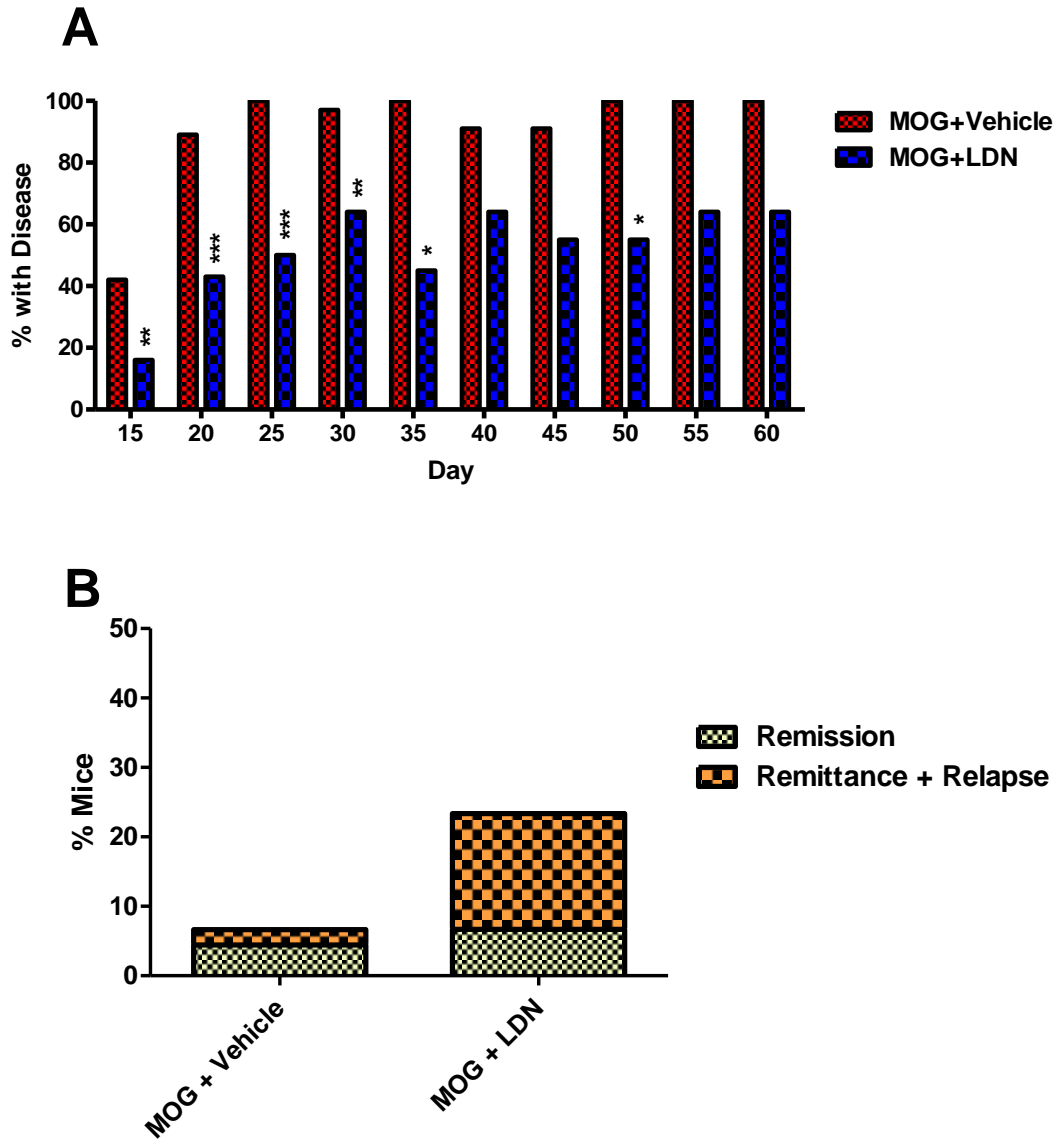 A
100
80
60
40
20
0
% with Disease
**
***
***
**
*
*
15 20 25 30 35 40 45 50 55 60
Day
MOG+Vehicle
MOG+LDN
B
50
40
30
20
10
0
% Mice
MOG + Vehicle
MOG + LDN
Remission
Remittance + Relapse